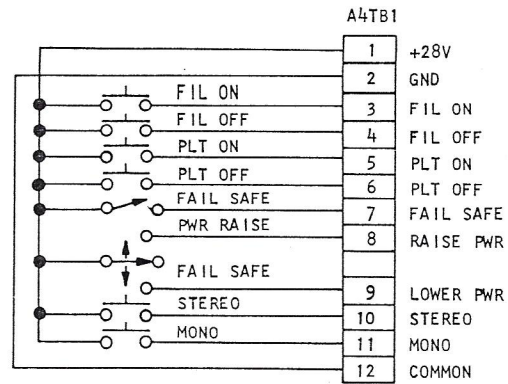 A4TB1
1 +28V
2 GND
FIL ON 3 FIL ON
FIL OFF 4 FIL OFF
PLT ON 5 PLT ON
PLT OFF 6 PLT OFF
FAIL SAFE 7 FAIL SAFE
PWR RAISE 8 RAISE PWR
FAIL SAFE
9 LOWER PWR
STEREO 10 STEREO
MONO 11 MONO
12 COMMON